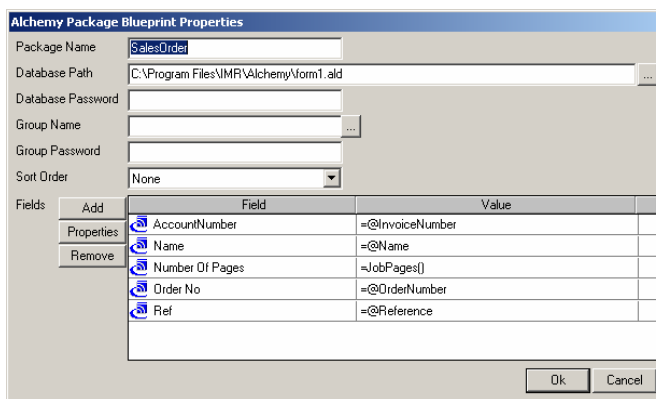 Alchemy Package Blueprint Properties
Package Name SalesOrder
Database Path C:\Program Files\IMR\Alchemy\form1.ald ...
Database Password
Group Name ...
Group Password
Sort Order None
Fields Add Field Value
Properties AccountNumber =@InvoiceNumber
Remove Name =@Name
Number Of Pages =JobPages()
Order No =@OrderNumber
Ref =@Reference
Ok Cancel